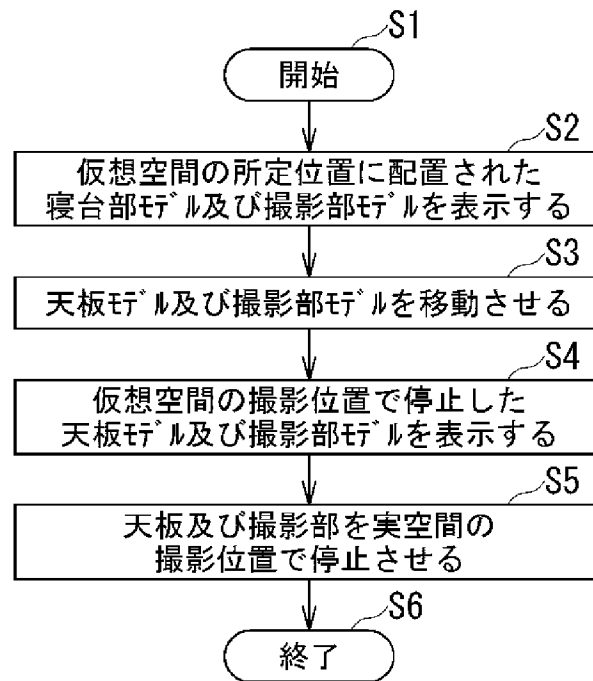 S1
開始
S2
仮想空間の所定位置に配置された
寝台部ﾓﾃﾞﾙ及び撮影部ﾓﾃﾞﾙを表示する
S3
天板ﾓﾃﾞﾙ及び撮影部ﾓﾃﾞﾙを移動させる
S4
仮想空間の撮影位置で停止した
天板ﾓﾃﾞﾙ及び撮影部ﾓﾃﾞﾙを表示する
S5
天板及び撮影部を実空間の
撮影位置で停止させる
S6
終了